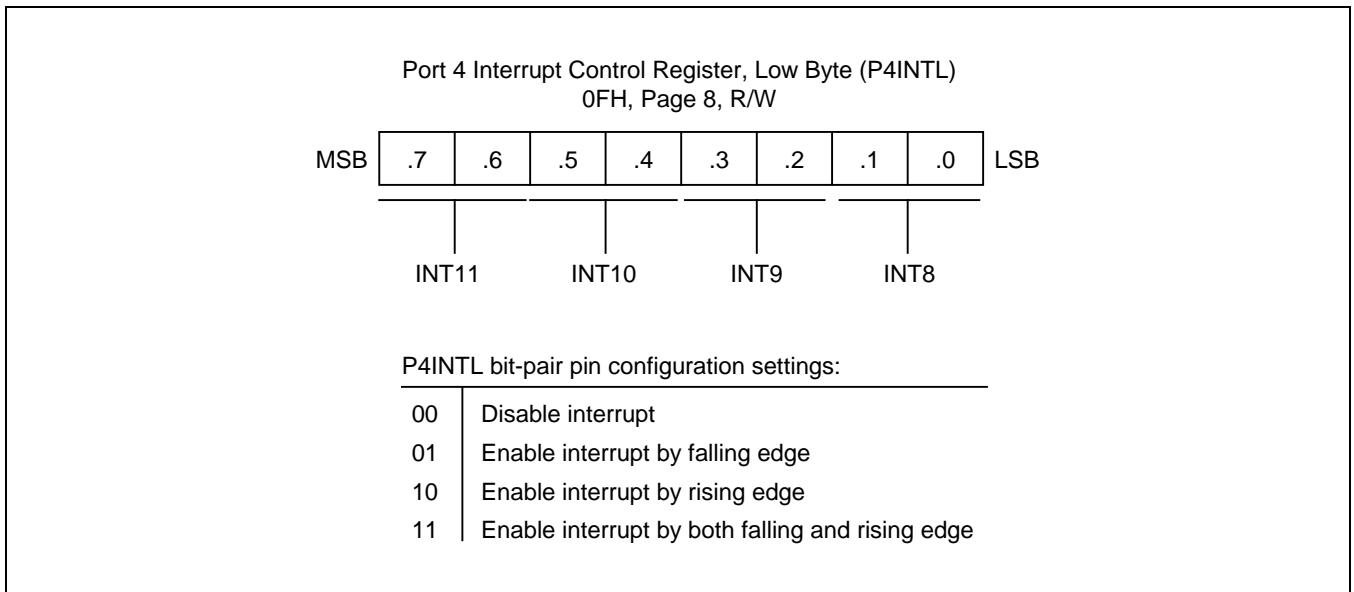 Port 4 Interrupt Control Register, Low Byte (P4INTL)
0FH, Page 8, R/W
MSB .7 .6 .5 .4 .3 .2 .1 .0 LSB
INT11 INT10 INT9 INT8
P4INTL bit-pair pin configuration settings:
00 Disable interrupt
01 Enable interrupt by falling edge
10 Enable interrupt by rising edge
11 Enable interrupt by both falling and rising edge